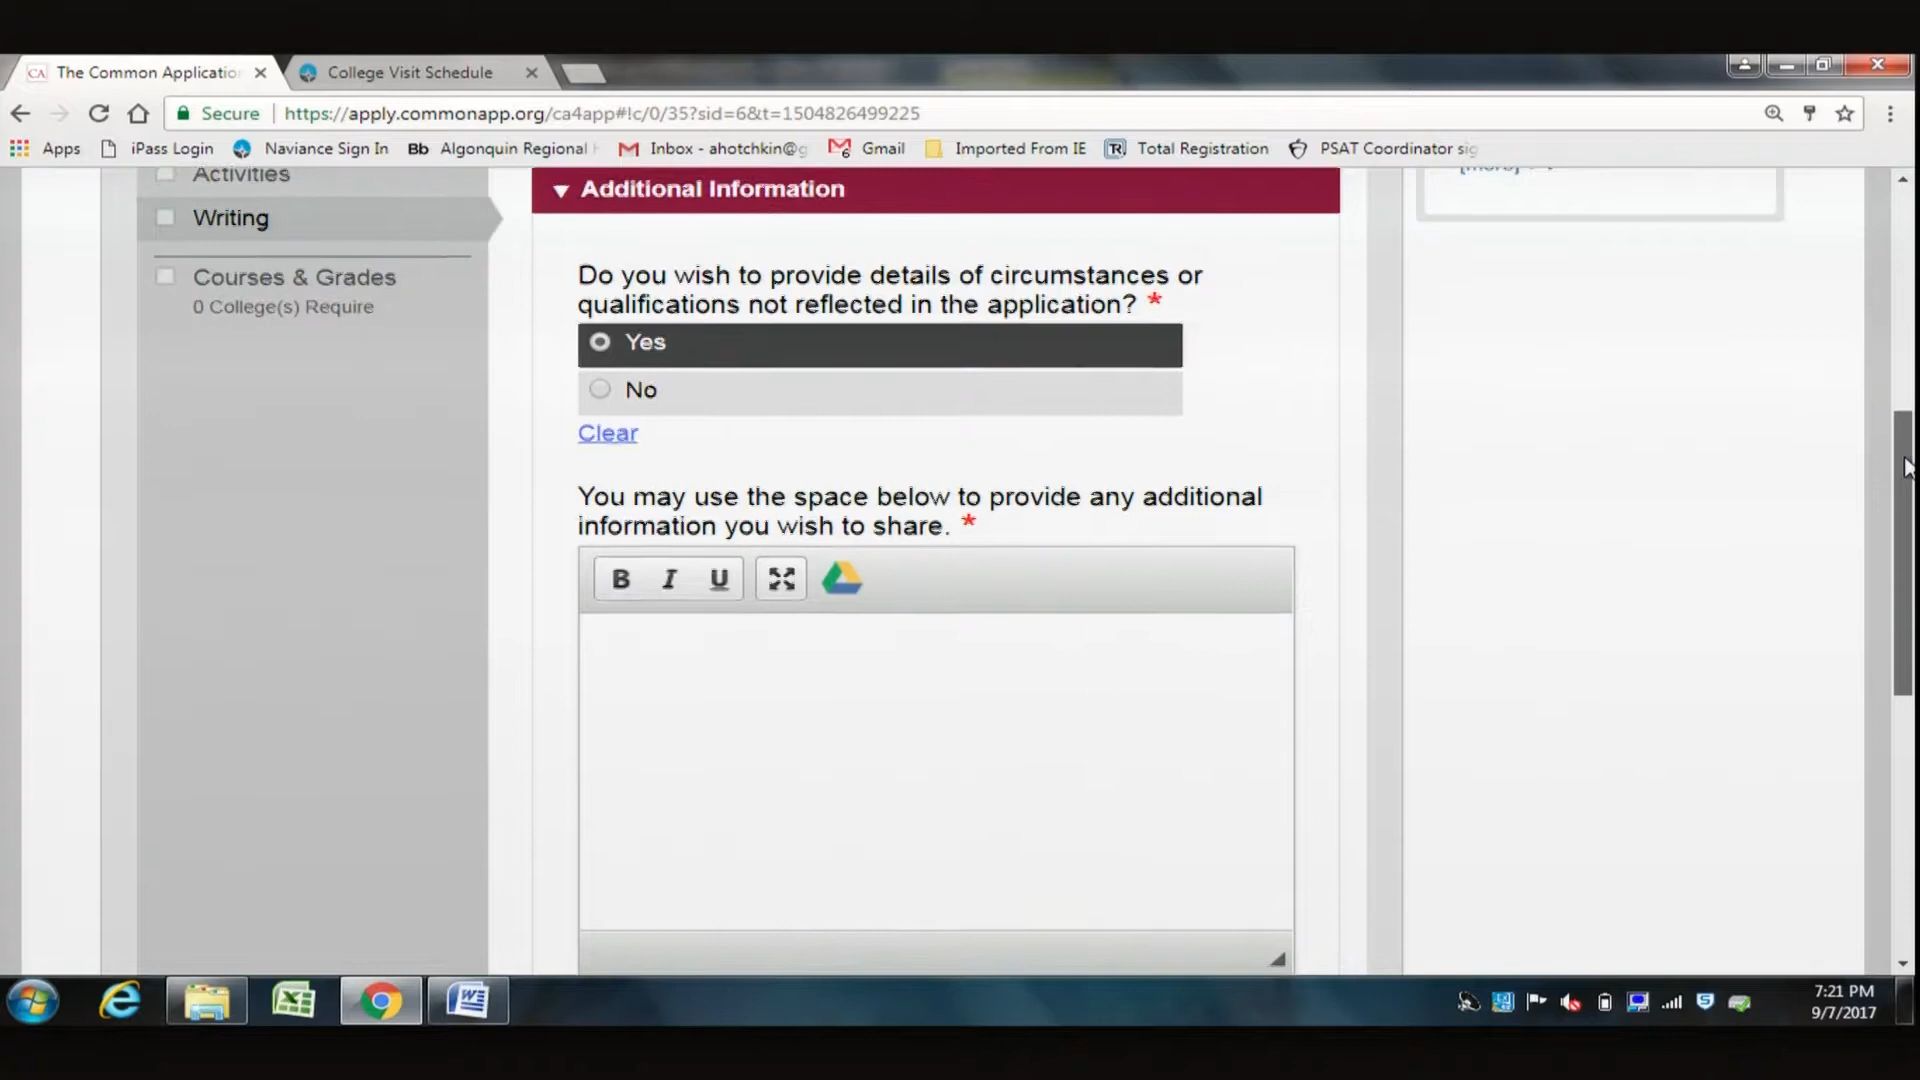 CA The Common Applicatio
College Visit Schedule
Secure https://apply.commonapp.org/ca4app#!c/0/35?sid=6&t=1504826499225
Apps iPass Login Naviance Sign In Bb Algonquin Regional Inbox - ahotchkin@g Gmail Imported From IE TR Total Registration PSAT Coordinator sig
Activities
Writing
Courses & Grades
0 College(s) Require
Additional Information
Do you wish to provide details of circumstances or
qualifications not reflected in the application? *
Yes
No
Clear
You may use the space below to provide any additional
information you wish to share. *
B I U
7:21 PM
9/7/2017